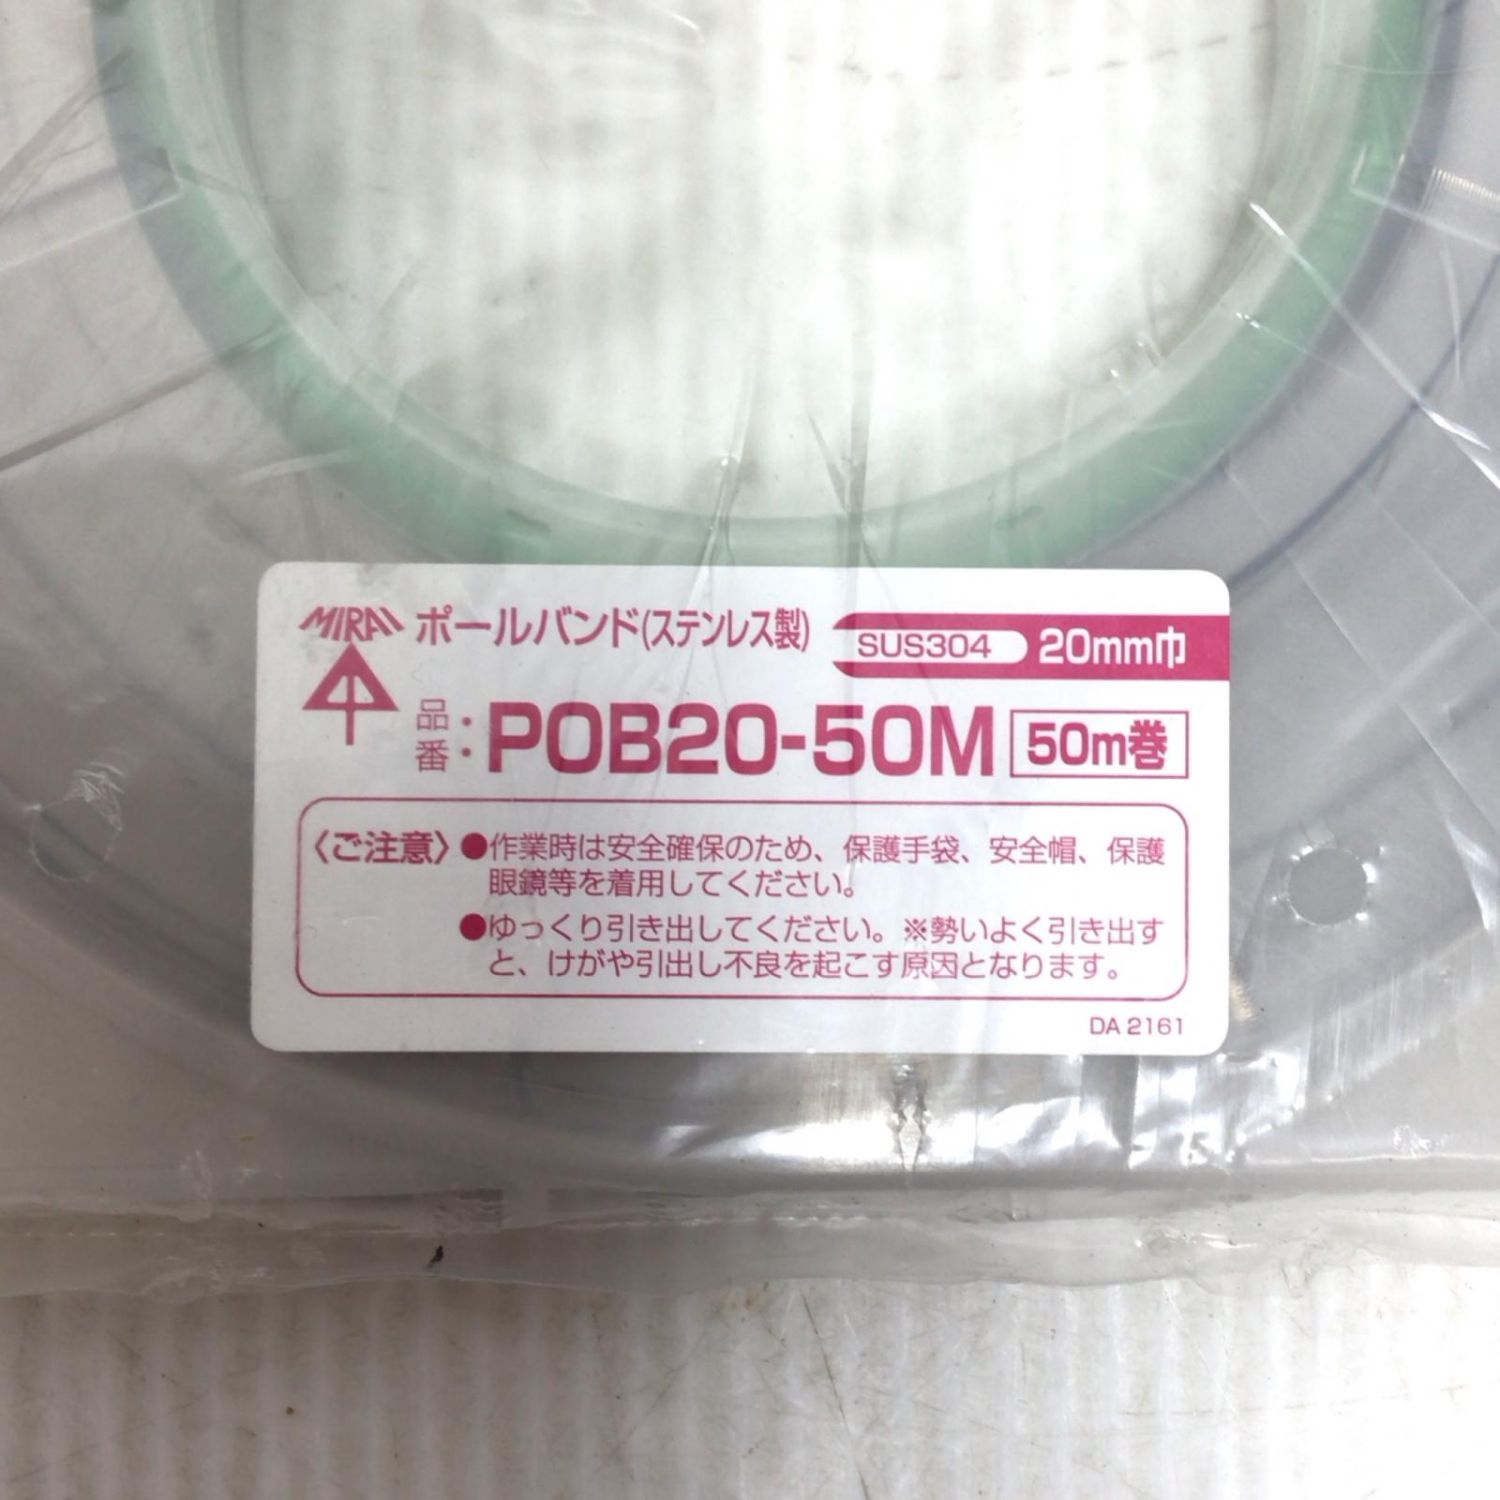 MIRAI ポールバンド(ステンレス製) SUS304 20mm巾
品番: POB20-50M 50m巻
〈ご注意〉●作業時は安全確保のため、保護手袋、安全帽、保護
眼鏡等を着用してください。
●ゆっくり引き出してください。※勢いよく引き出す
と、けがや引出し不良を起こす原因となります。
DA 2161